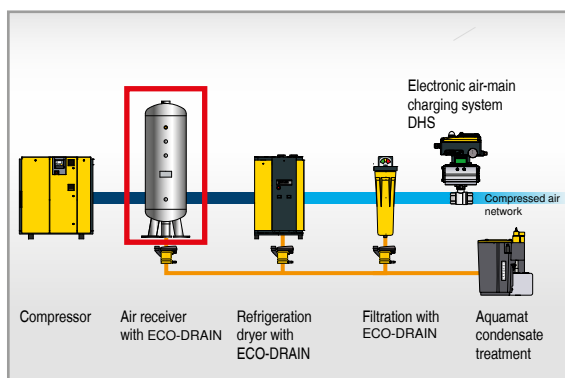 Electronic air-main
charging system
DHS
Compressed air
network
Compressor
Air receiver
with ECO-DRAIN
Refrigeration
dryer with
ECO-DRAIN
Filtration with
ECO-DRAIN
Aquamat
condensate
treatment